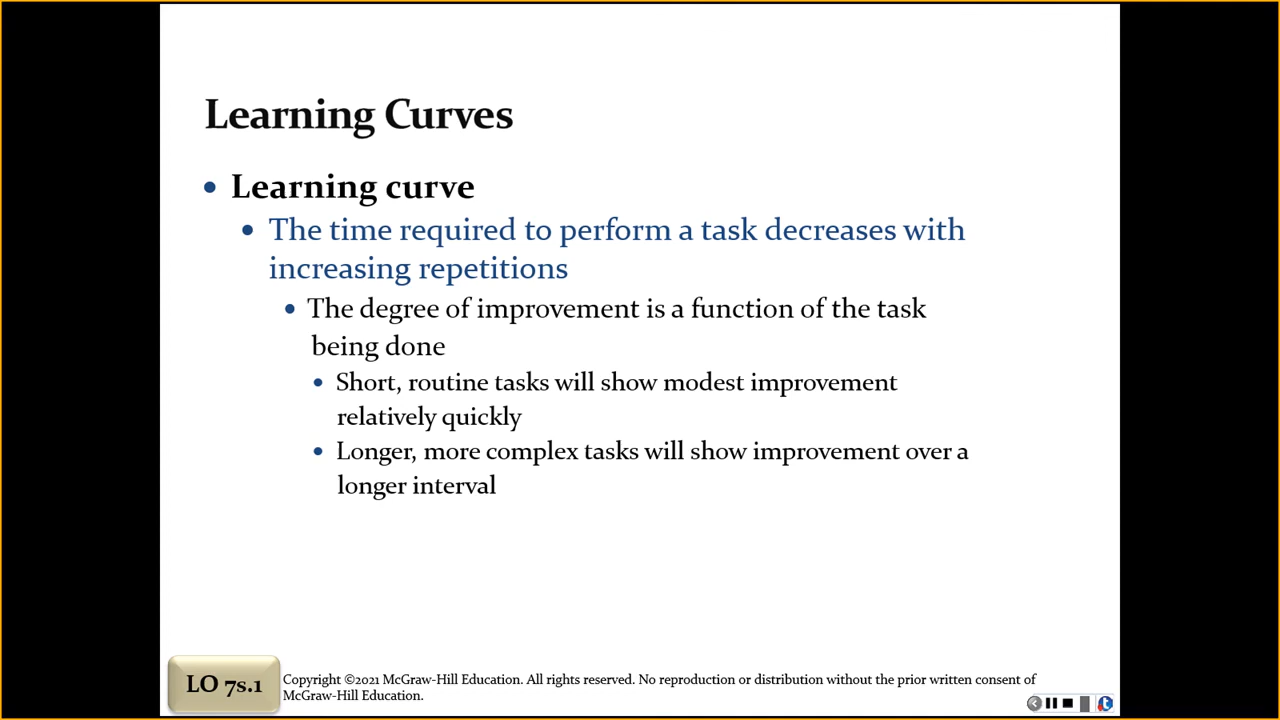 Learning Curves
• Learning curve
• The time required to perform a task decreases with
increasing repetitions
• The degree of improvement is a function of the task
being done
• Short, routine tasks will show modest improvement
relatively quickly
• Longer, more complex tasks will show improvement over a
longer interval
LO 7s.1
Copyright ©2021 McGraw-Hill Education. All rights reserved. No reproduction or distribution without the prior written consent of
McGraw-Hill Education.